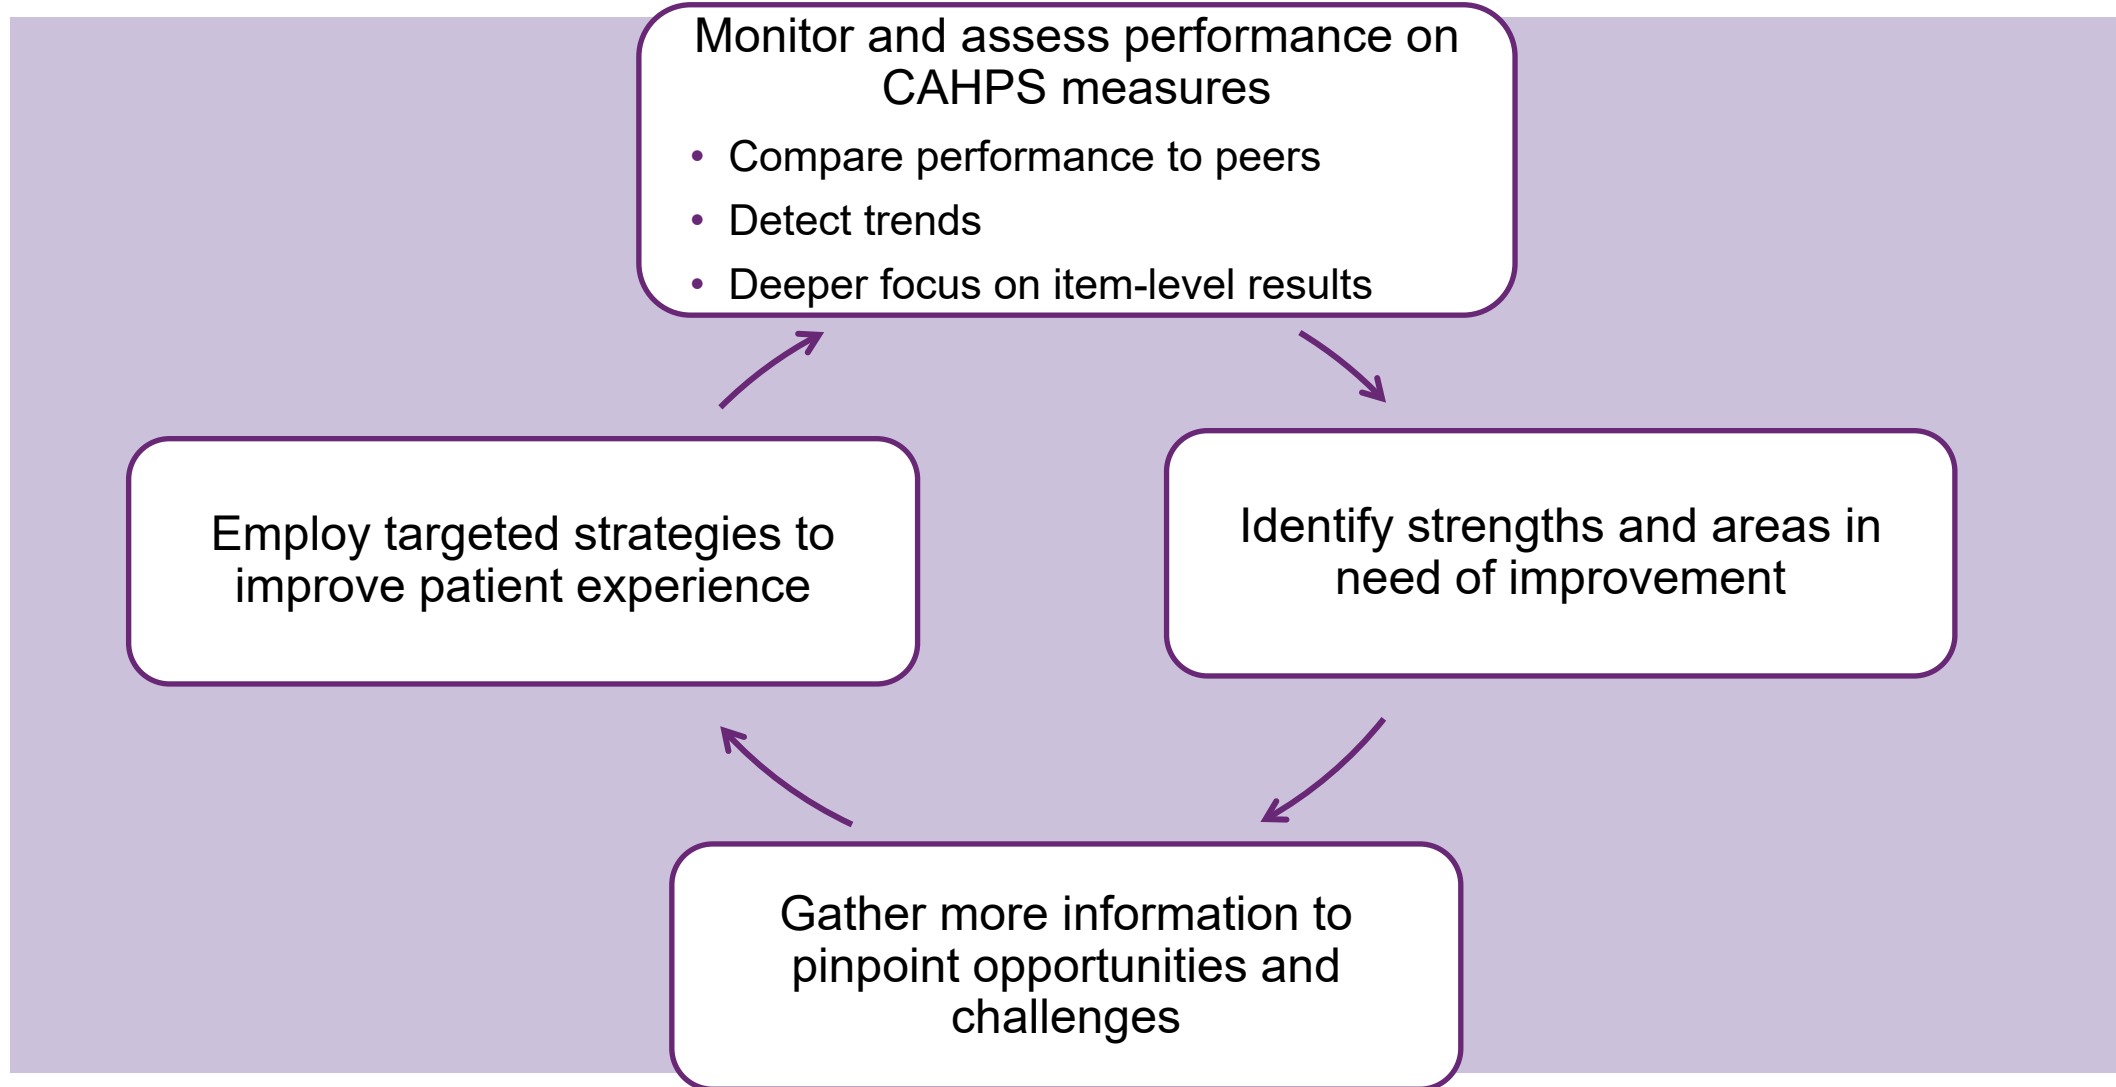 Monitor and assess performance on
CAHPS measures
• Compare performance to peers
• Detect trends
• Deeper focus on item-level results
Identify strengths and areas in
need of improvement
Gather more information to
pinpoint opportunities and
challenges
Employ targeted strategies to
improve patient experience